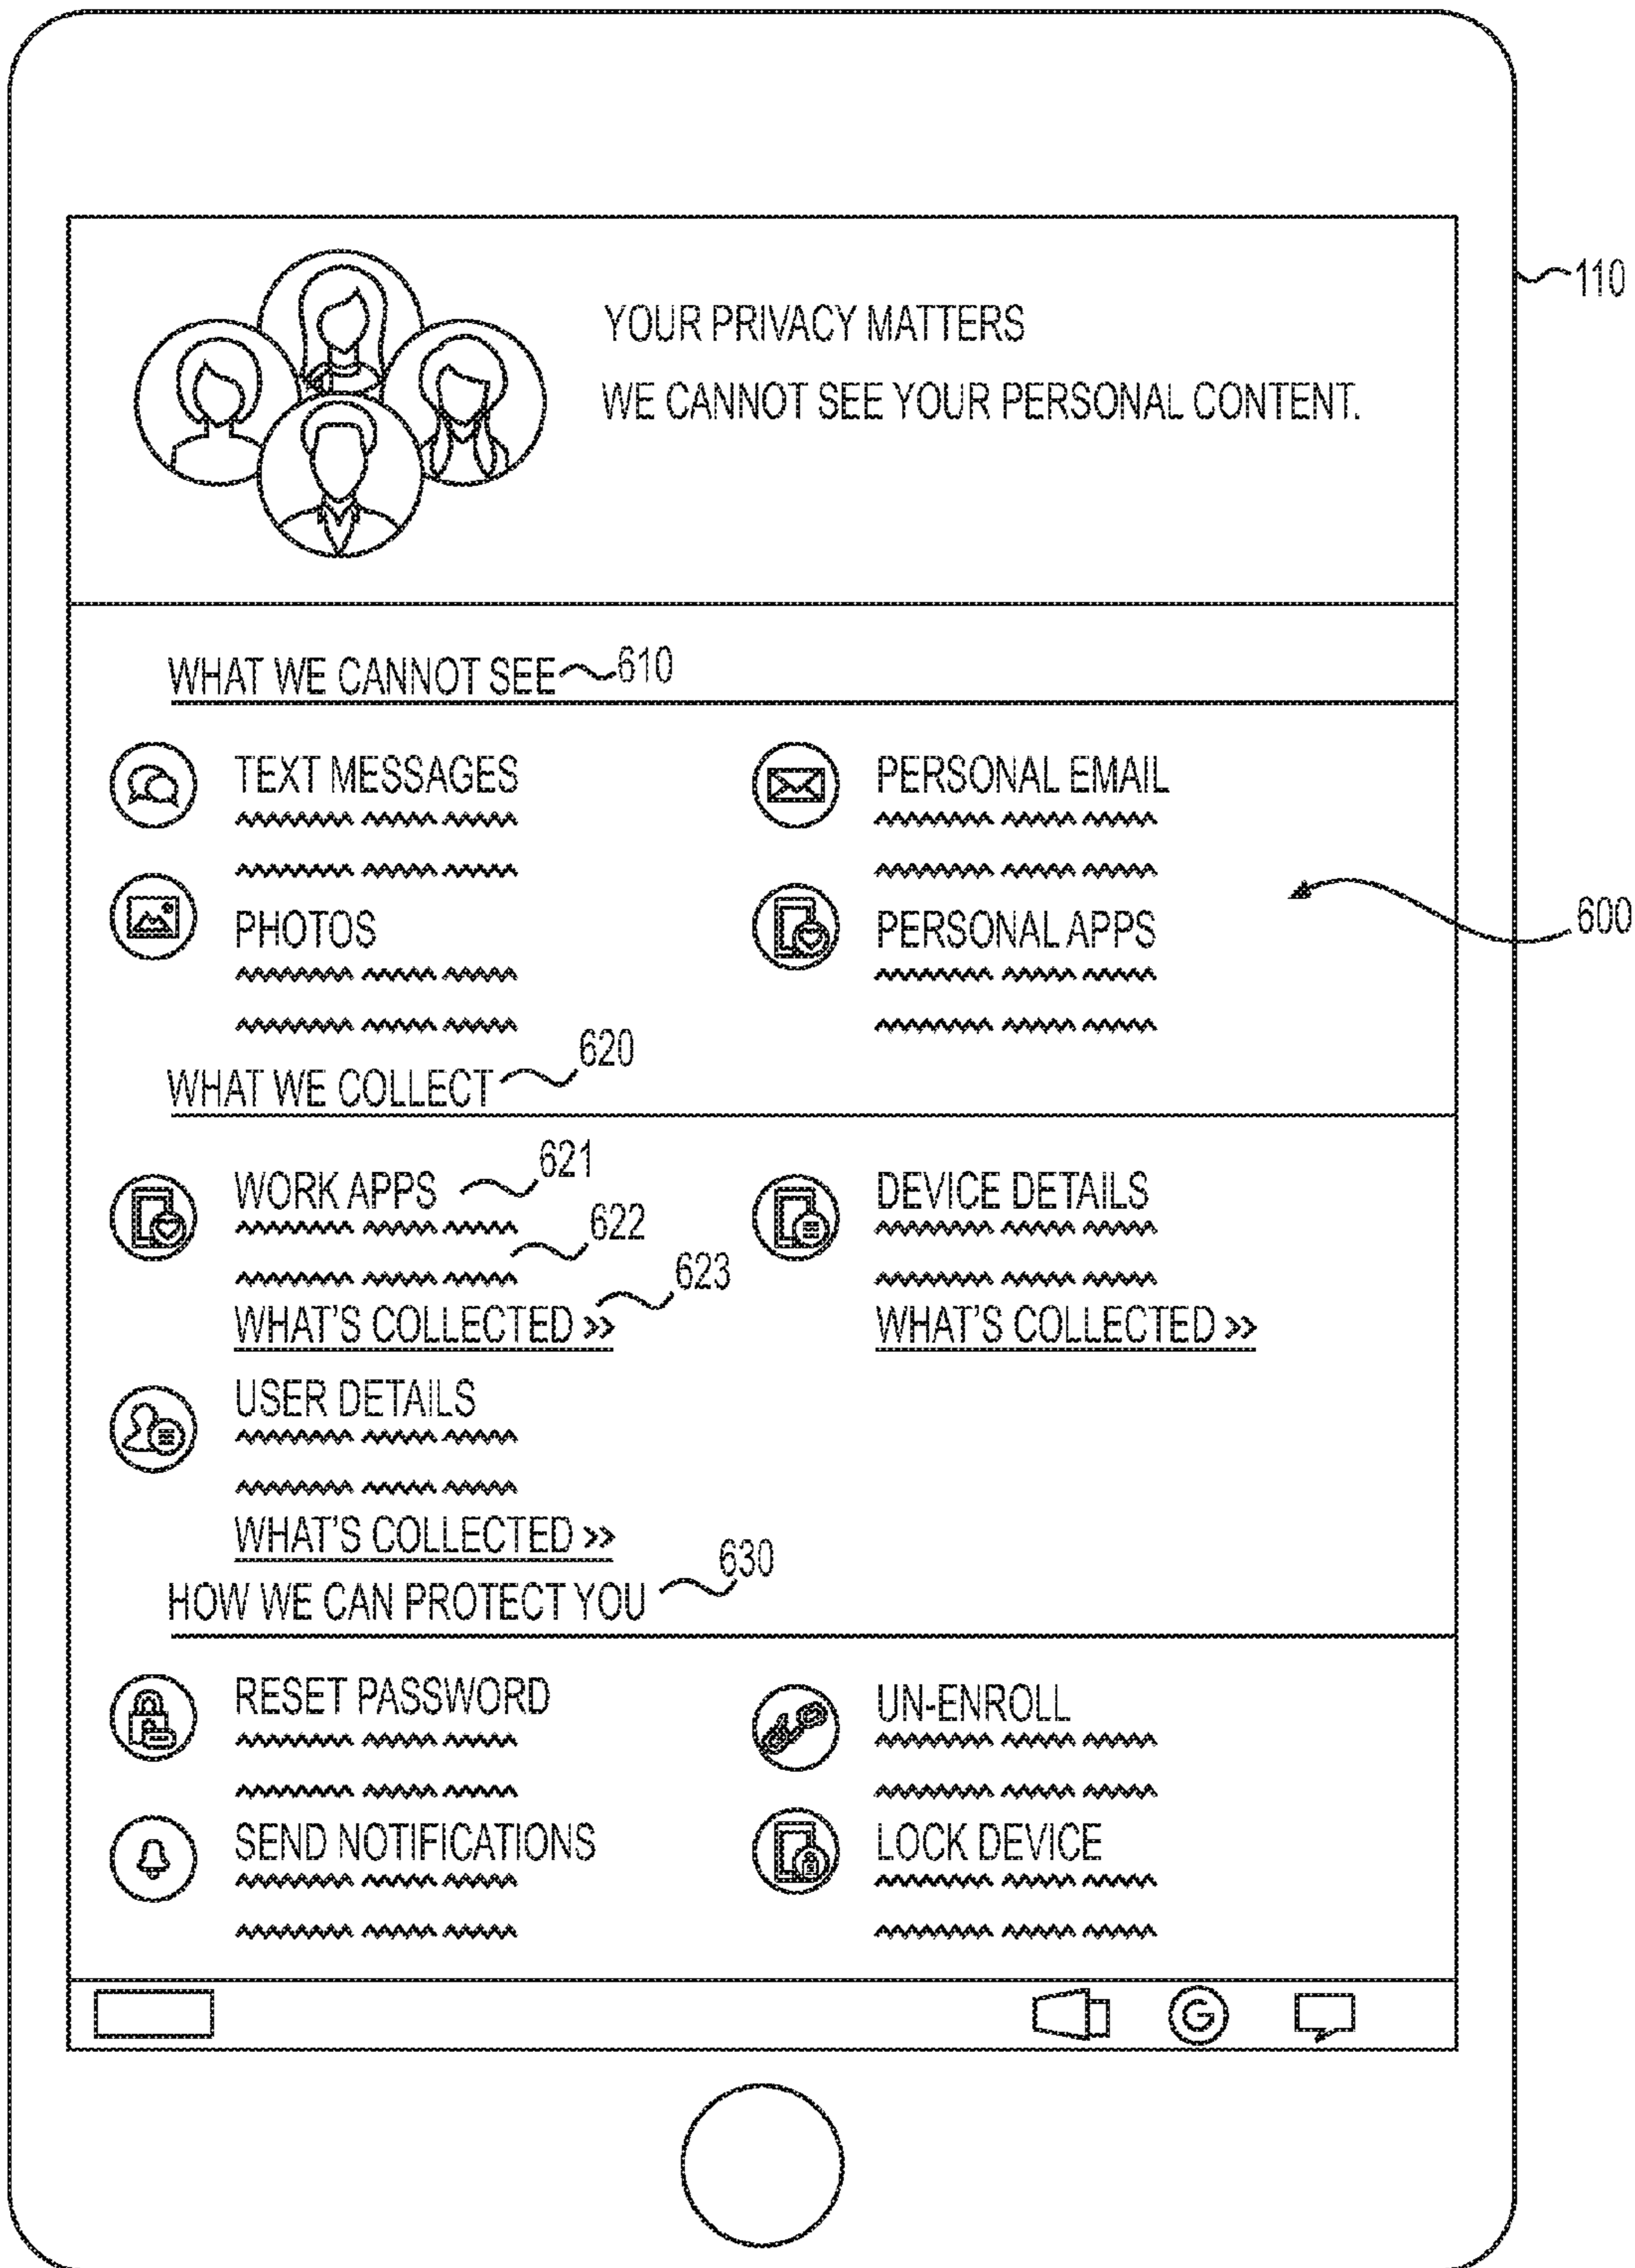 110
YOUR PRIVACY MATTERS
WE CANNOT SEE YOUR PERSONAL CONTENT.
WHAT WE CANNOT SEE 610
TEXT MESSAGES
PERSONAL EMAIL
600
PHOTOS
PERSONAL APPS
620
WHAT WE COLLECT
621
WORK APPS
DEVICE DETAILS
622
623
WHAT'S COLLECTED >>
WHAT'S COLLECTED >>
USER DETAILS
WHAT'S COLLECTED >>
630
HOW WE CAN PROTECT YOU
RESET PASSWORD
UN-ENROLL
SEND NOTIFICATIONS
LOCK DEVICE
G